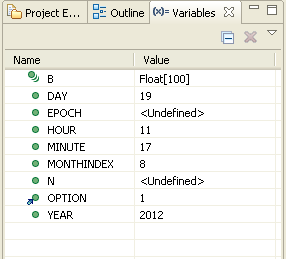 Project E... Outline (x)= Variables
Name Value
B Float[100]
DAY 19
EPOCH <Undefined>
HOUR 11
MINUTE 17
MONTHINDEX 8
N <Undefined>
OPTION 1
YEAR 2012